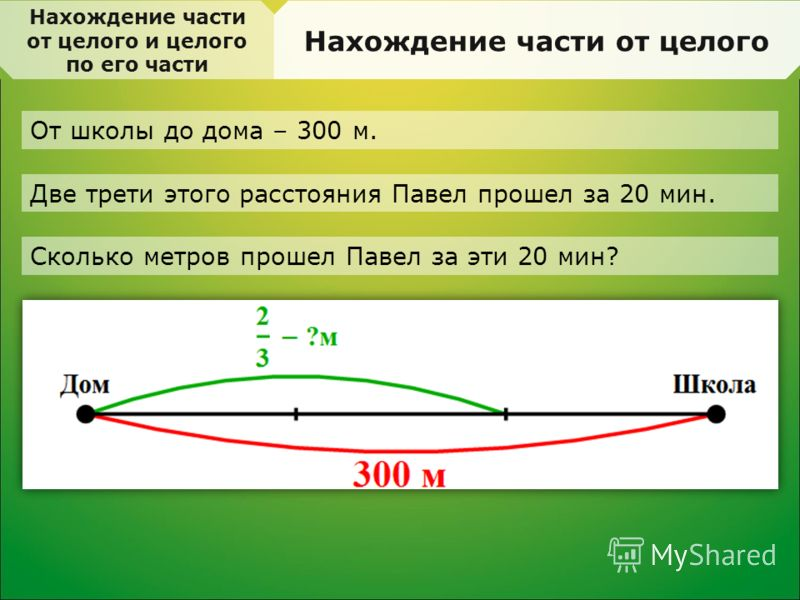 Нахождение части
от целого и целого
по его части
Нахождение части от целого
От школы до дома – 300 м.
Две трети этого расстояния Павел прошел за 20 мин.
Сколько метров прошел Павел за эти 20 мин?
2
3
– ?м
Дом
Школа
300 м
MyShared